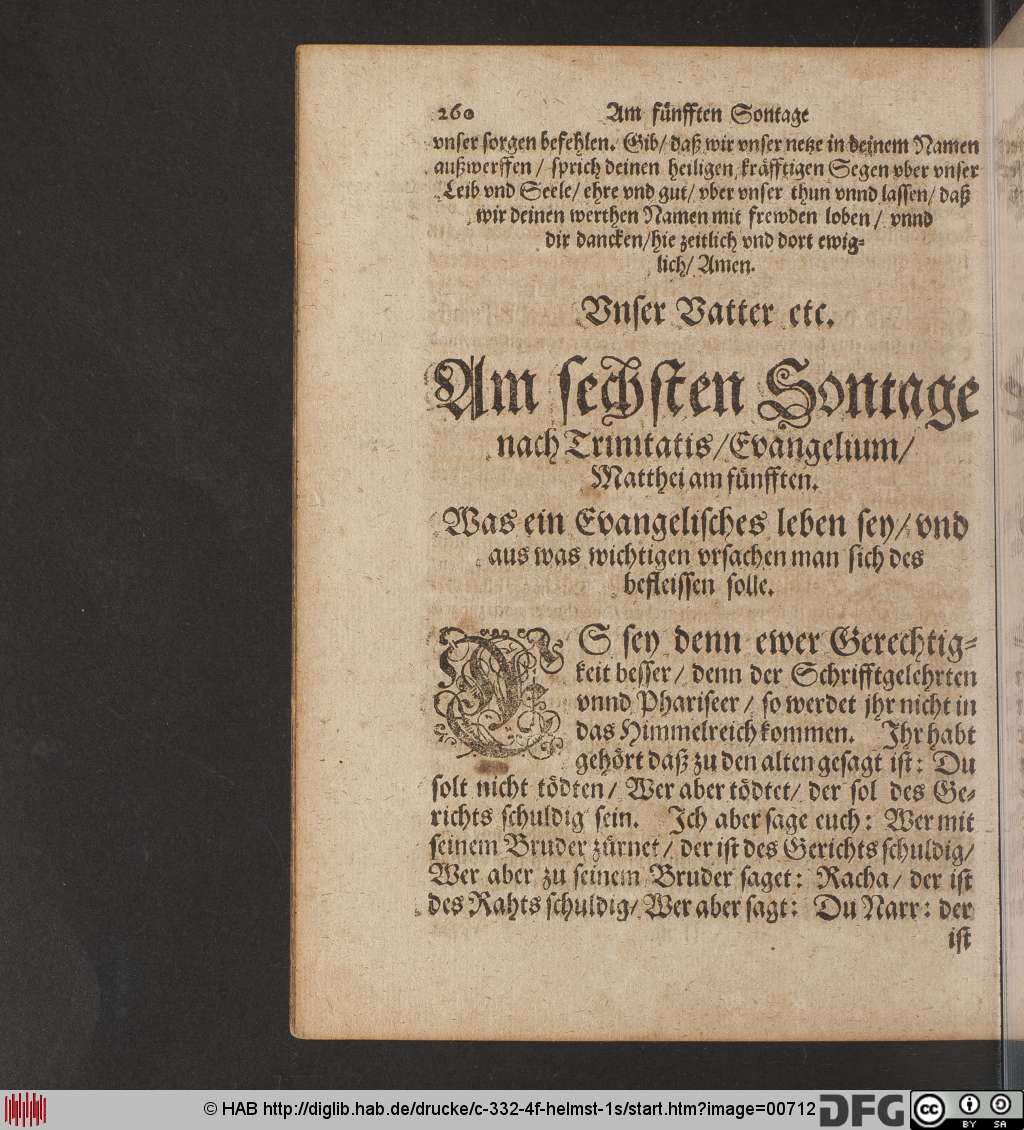 260 Am fünfften Sontage
vnser sorgen befehlen. Gib/ daß wir vnser netze in deinem Namen
außwerffen/ sprich deinen heiligen kräfftigen Segen vber vnser
Leib vnd Seele/ ehre vnd gut/ vber vnser thun vnnd lassen/ daß
wir deinen werthen Namen mit frewden loben/ vnnd
dir dancken/ hie zeitlich vnd dort ewig-
lich/ Amen.
Vnser Vatter etc.
Am sechsten Sontage
nach Trinitatis/ Evangelium/
Matthei am fünfften.
Was ein Evangelisches leben sey/ vnd
aus was wichtigen vrsachen man sich des
befleissen solle.
ES sey denn ewer Gerechtig-
keit besser/ denn der Schrifftgelehrten
vnnd Phariseer/ so werdet jhr nicht in
das Himmelreich kommen. Jhr habt
gehört daß zu den alten gesagt ist: Du
solt nicht tödten/ Wer aber tödtet/ der sol des Ge-
richts schuldig sein. Jch aber sage euch: Wer mit
seinem Bruder zürnet/ der ist des Gerichts schuldig/
Wer aber zu seinem Bruder saget: Racha/ der ist
des Rahts schuldig/ Wer aber sagt: Du Narr: der
ist
© HAB http://diglib.hab.de/drucke/c-332-4f-helmst-1s/start.htm?image=00712 DFG cc BY SA